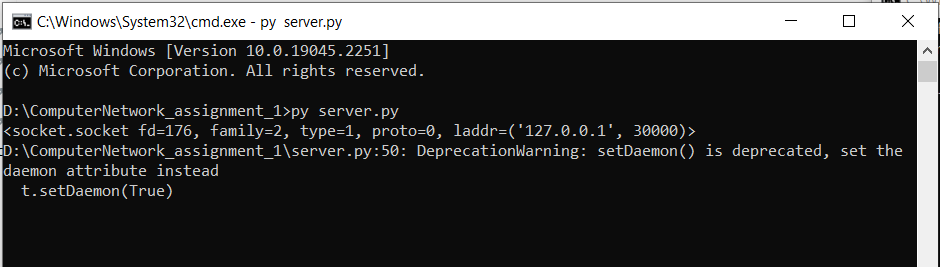 C:\Windows\System32\cmd.exe - py  server.py
Microsoft Windows [Version 10.0.19045.2251]
(c) Microsoft Corporation. All rights reserved.
D:\ComputerNetwork_assignment_1>py server.py
<socket.socket fd=176, family=2, type=1, proto=0, laddr=('127.0.0.1', 30000)>
D:\ComputerNetwork_assignment_1\server.py:50: DeprecationWarning: setDaemon() is deprecated, set the
daemon attribute instead
  t.setDaemon(True)